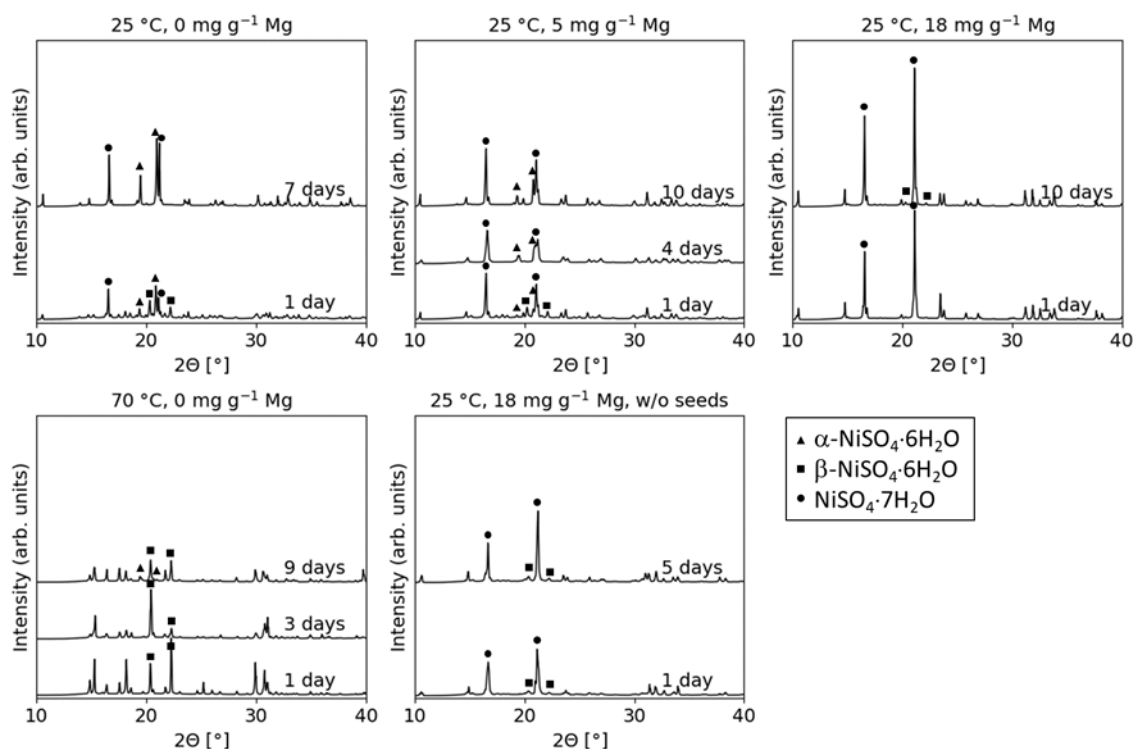 25 °C, 0 mg g⁻¹ Mg
Intensity (arb. units)
7 days
1 day
10 20 30 40
2Θ [°]
25 °C, 5 mg g⁻¹ Mg
Intensity (arb. units)
10 days
4 days
1 day
10 20 30 40
2Θ [°]
25 °C, 18 mg g⁻¹ Mg
Intensity (arb. units)
10 days
1 day
10 20 30 40
2Θ [°]
70 °C, 0 mg g⁻¹ Mg
Intensity (arb. units)
9 days
3 days
1 day
10 20 30 40
2Θ [°]
25 °C, 18 mg g⁻¹ Mg, w/o seeds
Intensity (arb. units)
5 days
1 day
10 20 30 40
2Θ [°]
▲ α-NiSO₄·6H₂O
■ β-NiSO₄·6H₂O
● NiSO₄·7H₂O